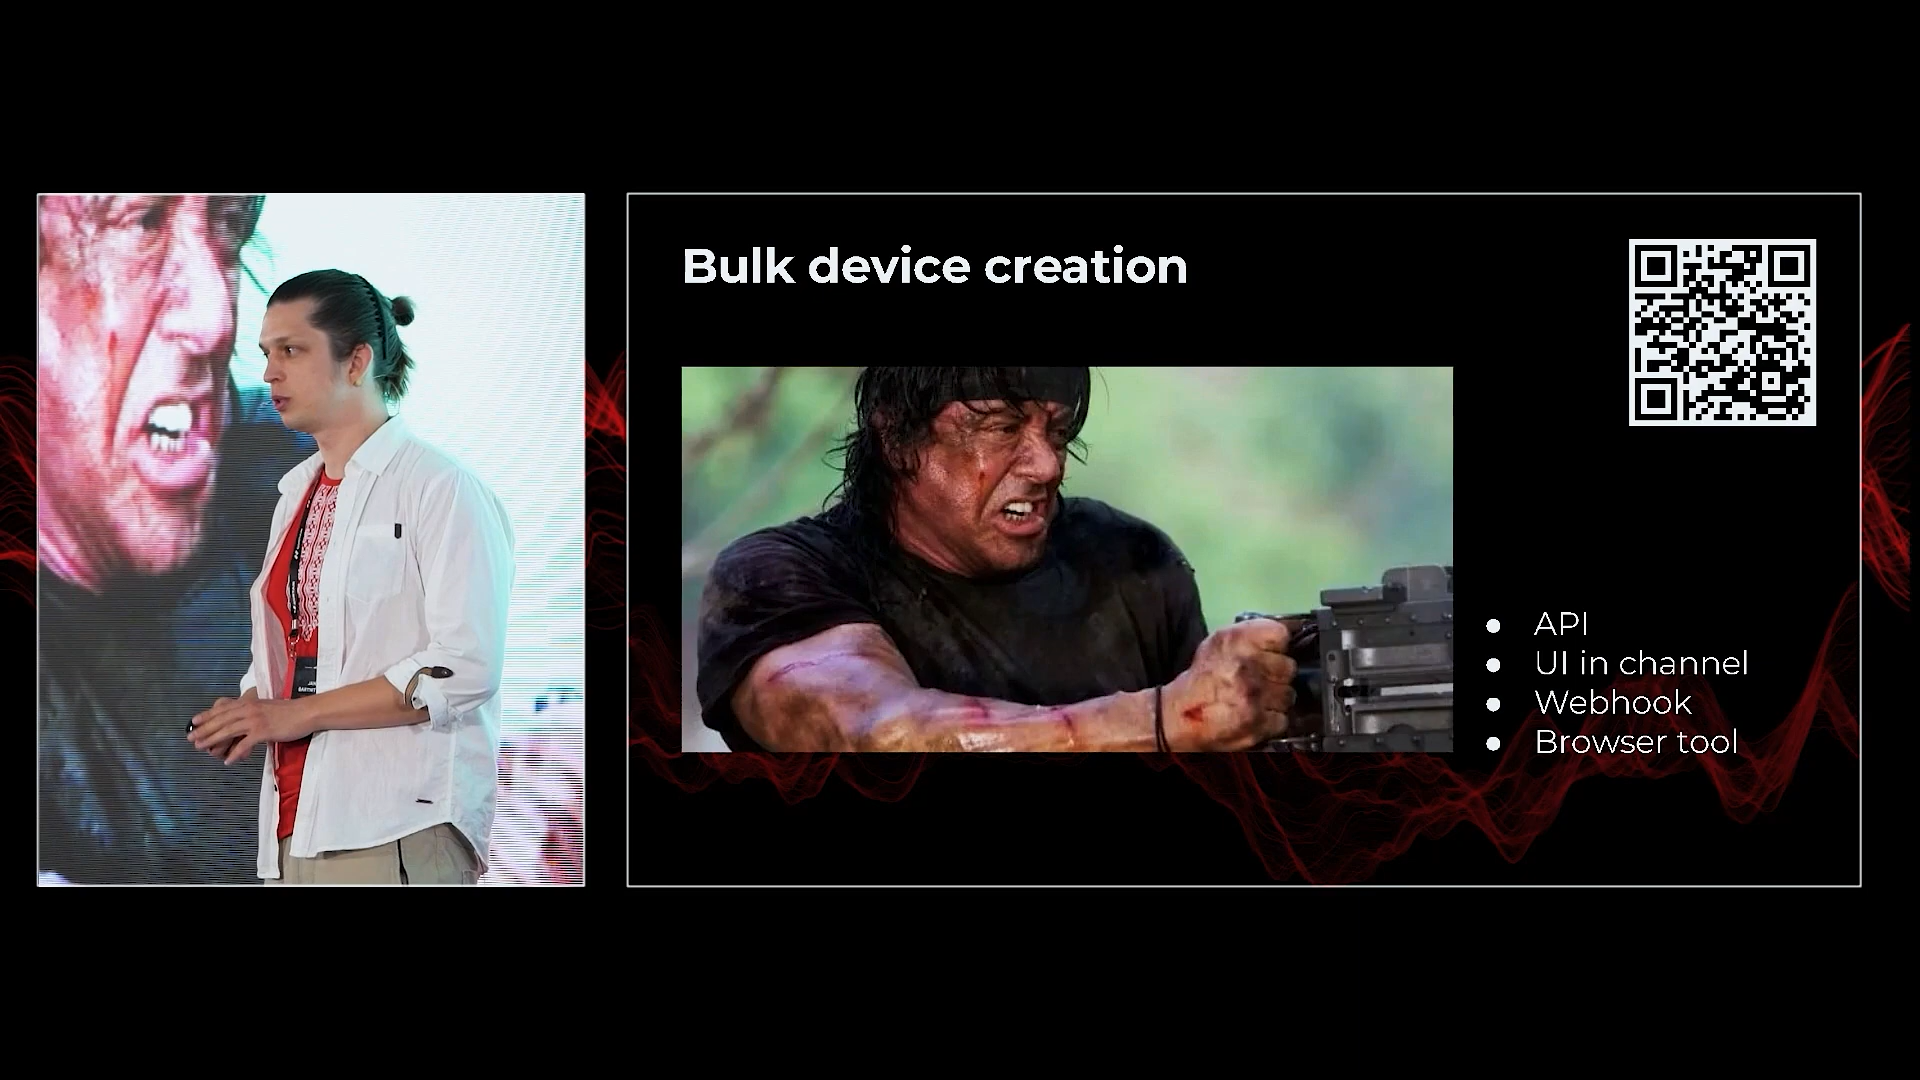 Bulk device creation
API
UI in channel
Webhook
Browser tool